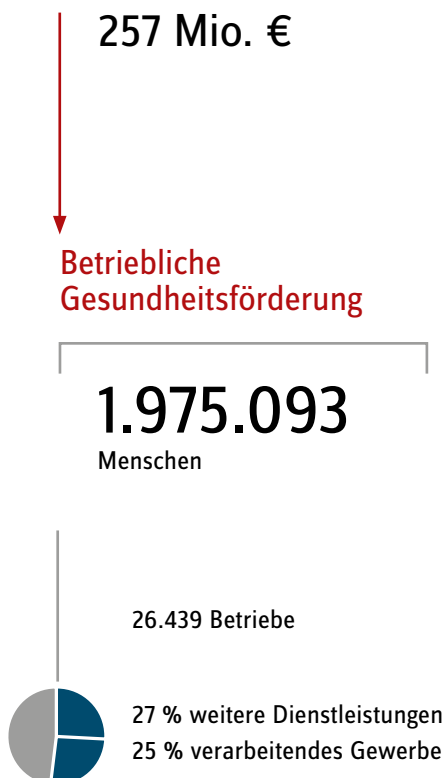 257 Mio. €
Betriebliche
Gesundheitsförderung
1.975.093
Menschen
26.439 Betriebe
27 % weitere Dienstleistungen
25 % verarbeitendes Gewerbe